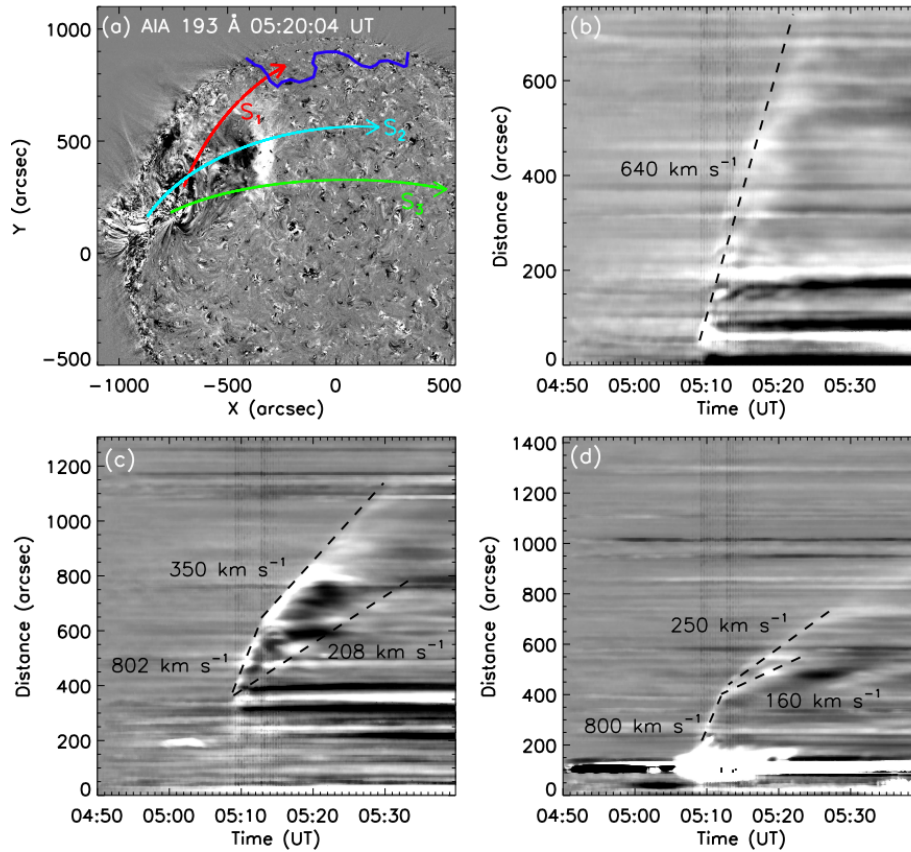 (a) AIA 193 Å 05:20:04 UT
1000
500
0
-500
Y (arcsec)
-1000 -500 0 500
X (arcsec)
S1
S2
S3
(b)
600
400
200
0
Distance (arcsec)
640 km s⁻¹
04:50 05:00 05:10 05:20 05:30
Time (UT)
(c)
1200
1000
800
600
400
200
0
Distance (arcsec)
350 km s⁻¹
802 km s⁻¹
208 km s⁻¹
04:50 05:00 05:10 05:20 05:30
Time (UT)
(d)
1400
1200
1000
800
600
400
200
0
Distance (arcsec)
250 km s⁻¹
160 km s⁻¹
800 km s⁻¹
04:50 05:00 05:10 05:20 05:30
Time (UT)